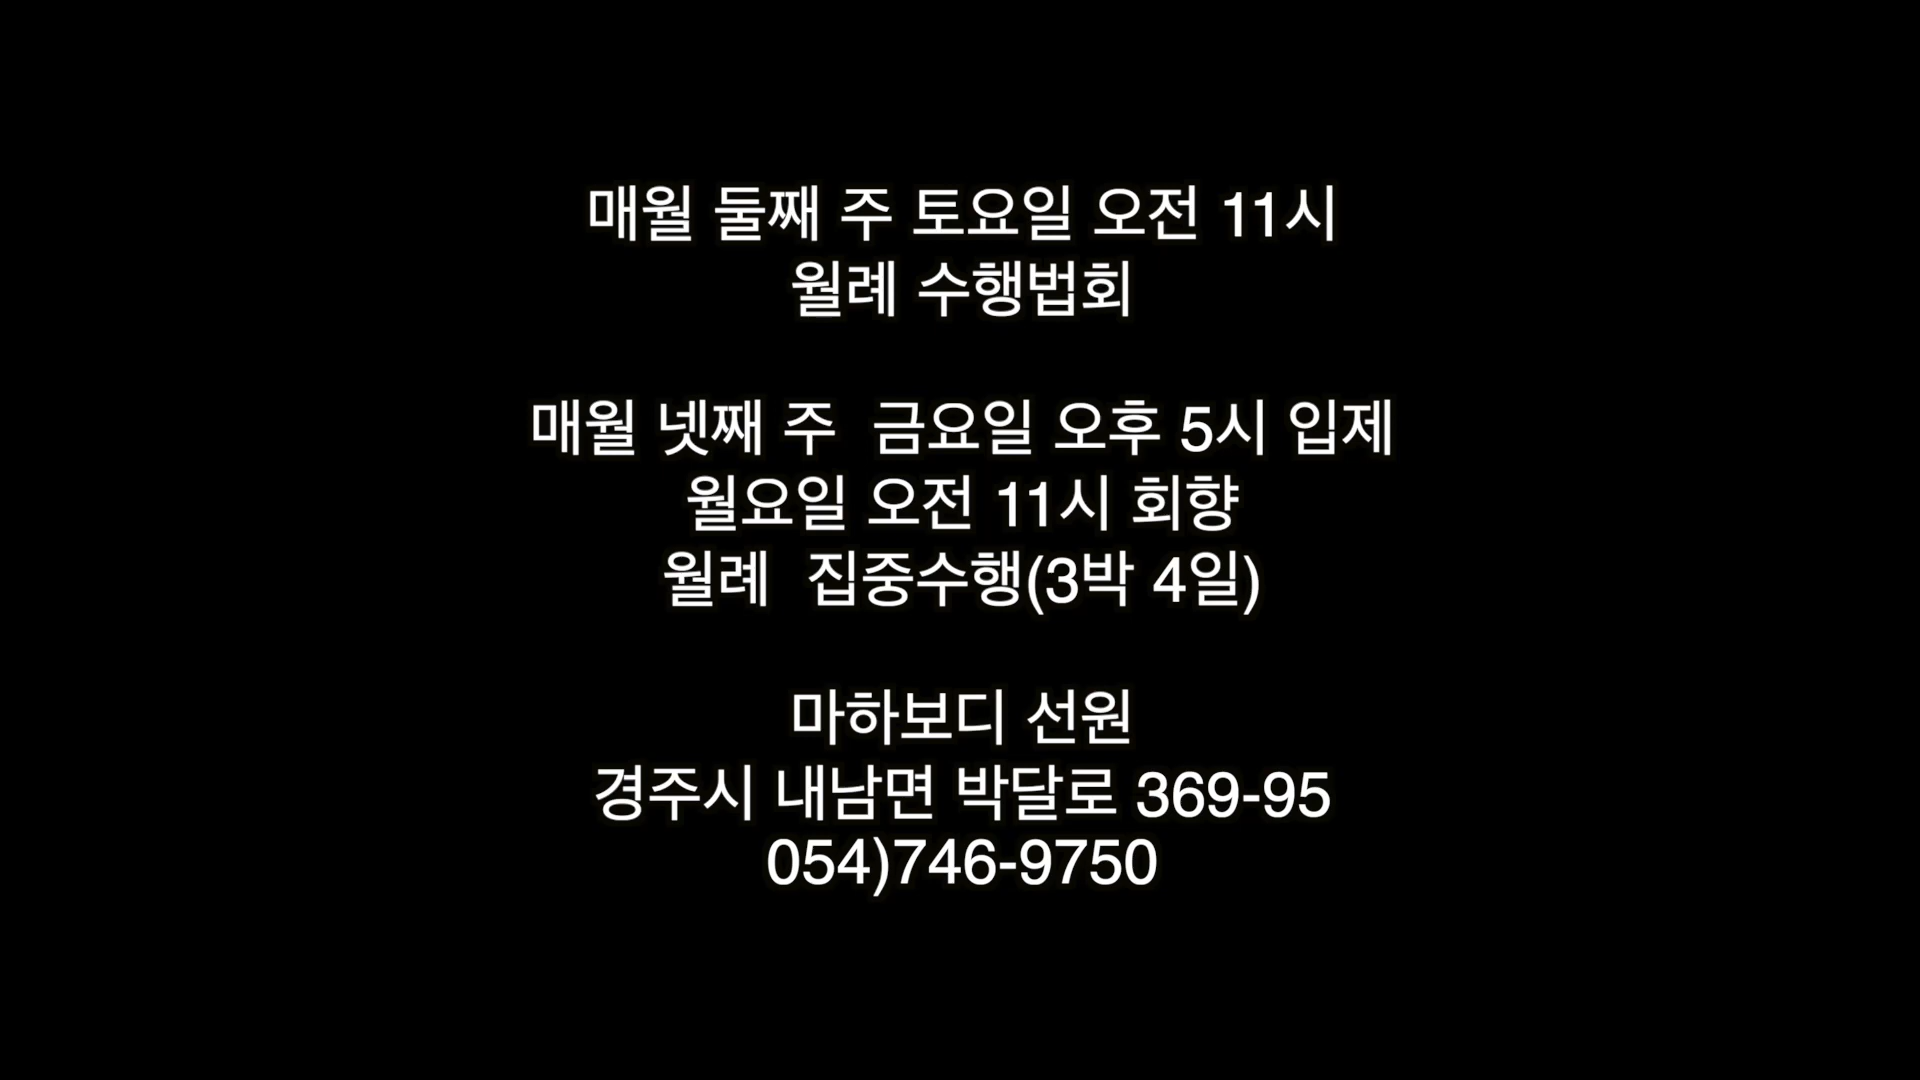 매월 둘째 주 토요일 오전 11시
월례 수행법회
매월 넷째 주  금요일 오후 5시 입제
월요일 오전 11시 회향
월례  집중수행(3박 4일)
마하보디 선원
경주시 내남면 박달로 369-95
054)746-9750